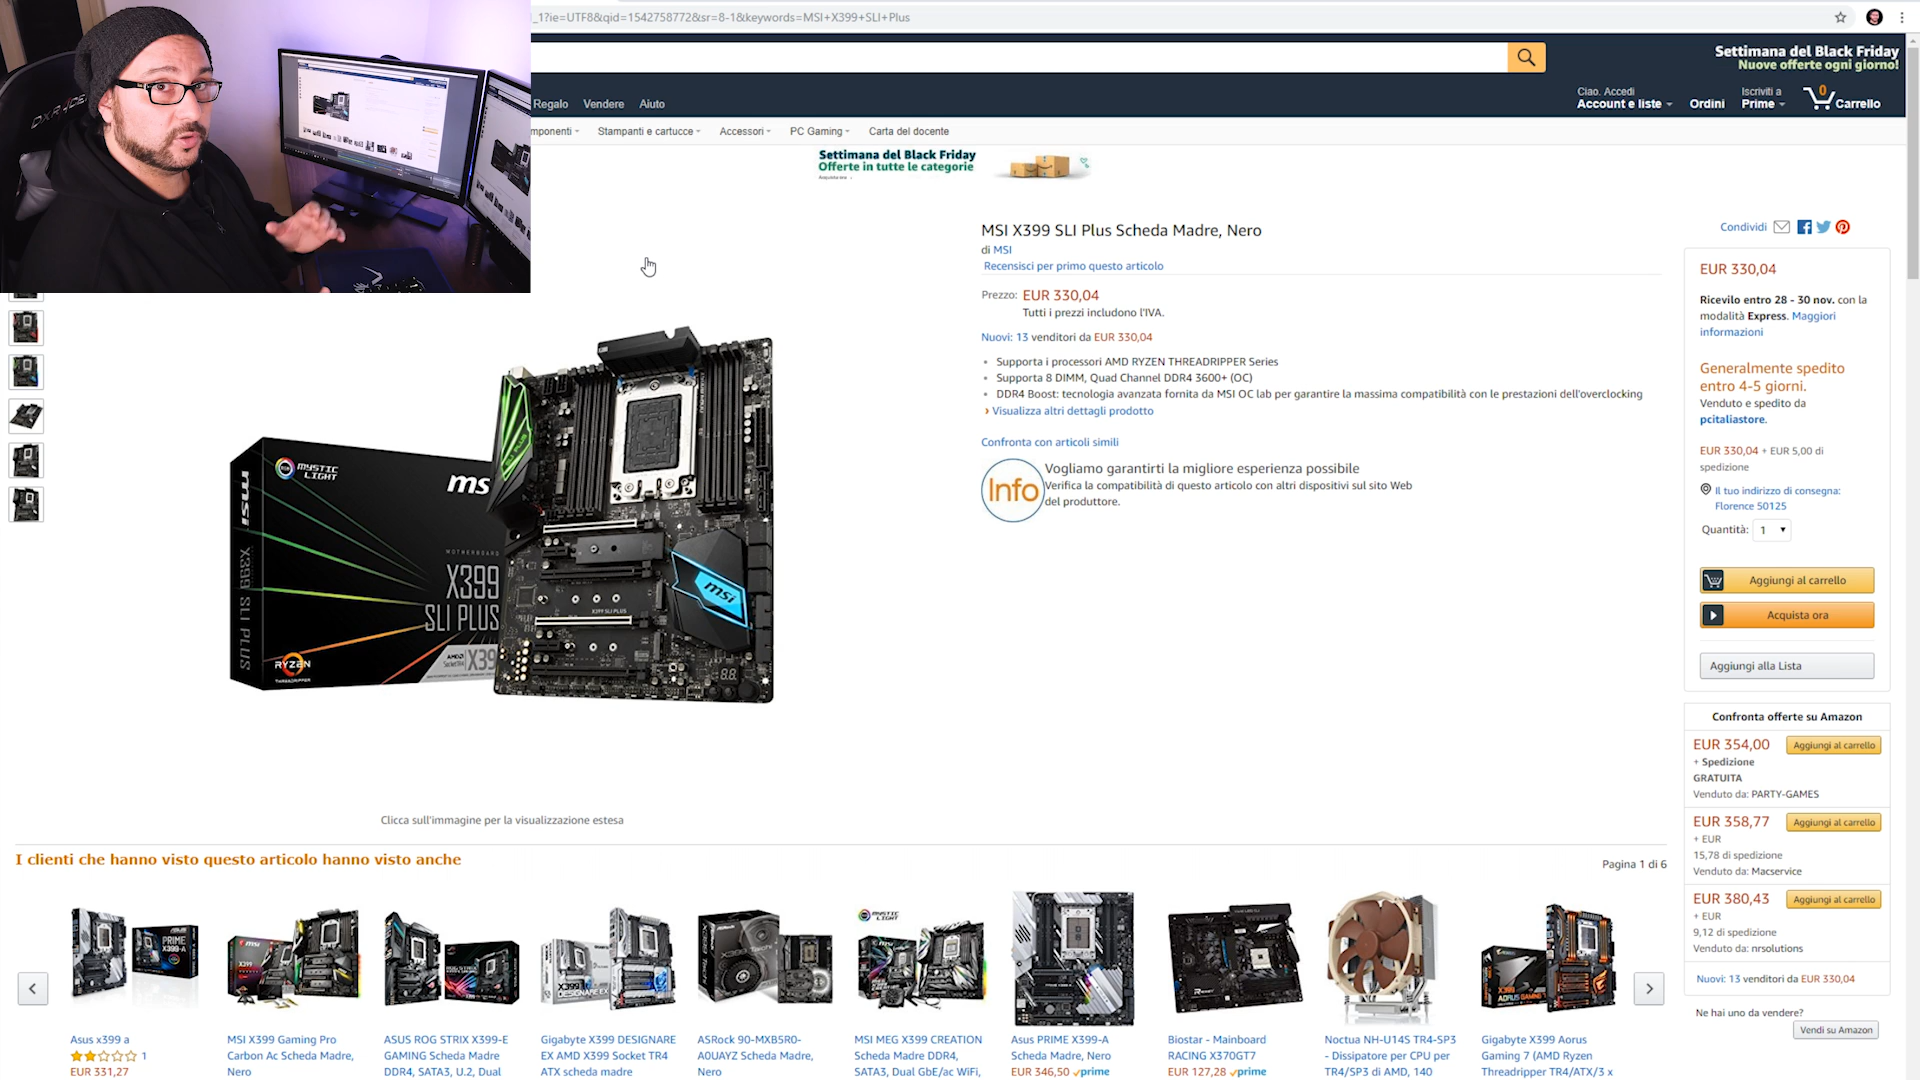 _1?ie=UTF8&qid=1542758772&sr=8-1&keywords=MSI+X399+SLI+Plus
Settimana del Black Friday
Nuove offerte ogni giorno!
Regalo Vendere Aiuto
Ciao. Accedi
Account e liste
Ordini
Iscriviti a
Prime
0
Carrello
mponenti Stampanti e cartucce Accessori PC Gaming Carta del docente
Settimana del Black Friday
Offerte in tutte le categorie
MSI X399 SLI Plus Scheda Madre, Nero
di MSI
Recensisci per primo questo articolo
Prezzo: EUR 330,04
Tutti i prezzi includono l'IVA.
Nuovi: 13 venditori da EUR 330,04
Supporta i processori AMD RYZEN THREADRIPPER Series
Supporta 8 DIMM, Quad Channel DDR4 3600+ (OC)
DDR4 Boost: tecnologia avanzata fornita da MSI OC lab per garantire la massima compatibilità con le prestazioni dell'overclocking
› Visualizza altri dettagli prodotto
Confronta con articoli simili
Info
Vogliamo garantirti la migliore esperienza possibile
Verifica la compatibilità di questo articolo con altri dispositivi sul sito Web
del produttore.
MYSTIC
LIGHT
msi
msi
X399 SLI PLUS
MOTHERBOARD
X399
SLI PLUS
RYZEN
THREADRIPPER
AMD
X39
SLI PLUS
msi
X399 SLI PLUS
Clicca sull'immagine per la visualizzazione estesa
Condividi
EUR 330,04
Ricevilo entro 28 - 30 nov. con la
modalità Express. Maggiori
informazioni
Generalmente spedito
entro 4-5 giorni.
Venduto e spedito da
pcitaliastore.
EUR 330,04 + EUR 5,00 di
spedizione
Il tuo indirizzo di consegna:
Florence 50125
Quantità: 1
Aggiungi al carrello
Acquista ora
Aggiungi alla Lista
Confronta offerte su Amazon
EUR 354,00
Aggiungi al carrello
+ Spedizione
GRATUITA
Venduto da: PARTY-GAMES
EUR 358,77
Aggiungi al carrello
+ EUR
15,78 di spedizione
Venduto da: Macservice
EUR 380,43
Aggiungi al carrello
+ EUR
9,12 di spedizione
Venduto da: nrsolutions
Nuovi: 13 venditori da EUR 330,04
Ne hai uno da vendere?
Vendi su Amazon
I clienti che hanno visto questo articolo hanno visto anche
Pagina 1 di 6
Asus x399 a
1
EUR 331,27
MSI X399 Gaming Pro
Carbon Ac Scheda Madre,
Nero
ASUS ROG STRIX X399-E
GAMING Scheda Madre
DDR4, SATA3, U.2, Dual
Gigabyte X399 DESIGNARE
EX AMD X399 Socket TR4
ATX scheda madre
ASRock 90-MXB5R0-
A0UAYZ Scheda Madre,
Nero
MSI MEG X399 CREATION
Scheda Madre DDR4,
SATA3, Dual GbE/ac WiFi,
Asus PRIME X399-A
Scheda Madre, Nero
EUR 346,50 prime
Biostar - Mainboard
RACING X370GT7
EUR 127,28 prime
Noctua NH-U14S TR4-SP3
- Dissipatore per CPU per
TR4/SP3 di AMD, 140
Gigabyte X399 Aorus
Gaming 7 (AMD Ryzen
Threadripper TR4/ATX/3 x